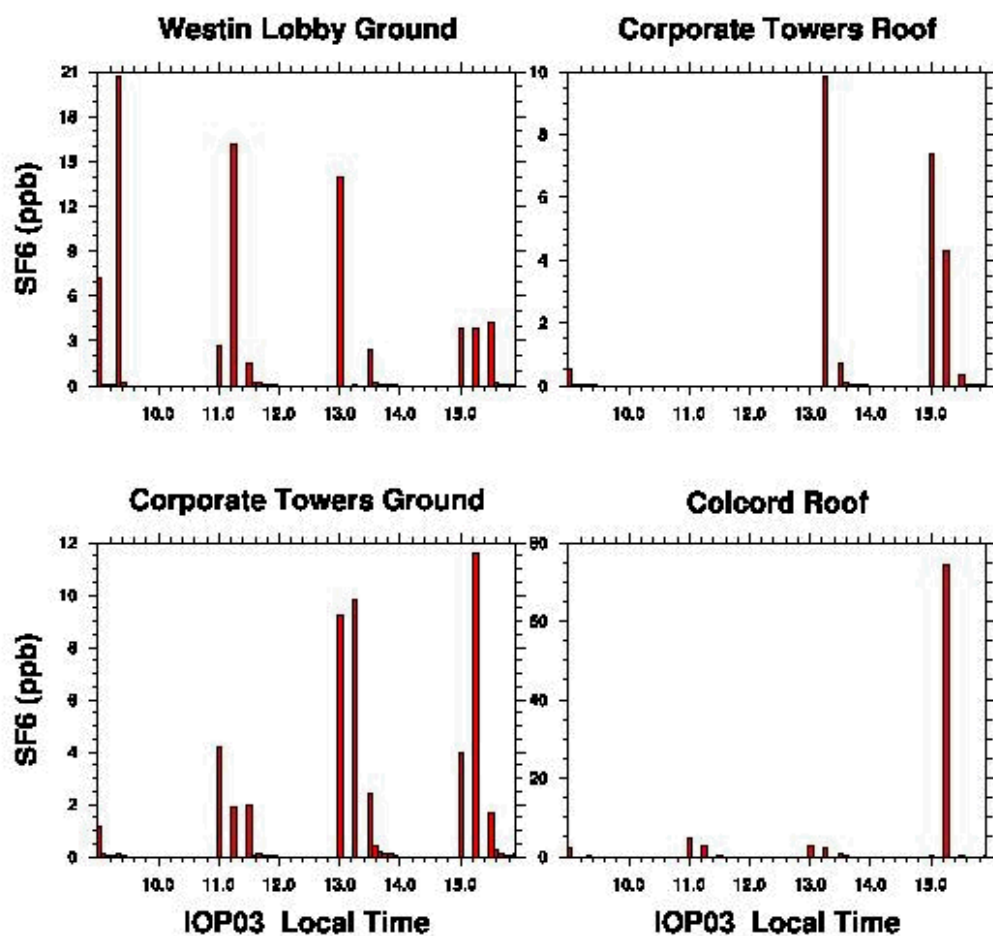 Westin Lobby Ground
Corporate Towers Roof
SF6 (ppb)
21
18
15
12
9
6
3
0
10
8
6
4
2
0
10.0 11.0 12.0 13.0 14.0 15.0
10.0 11.0 12.0 13.0 14.0 15.0
Corporate Towers Ground
Colcord Roof
SF6 (ppb)
12
10
8
6
4
2
0
80
60
40
20
0
10.0 11.0 12.0 13.0 14.0 15.0
10.0 11.0 12.0 13.0 14.0 15.0
IOP03 Local Time
IOP03 Local Time